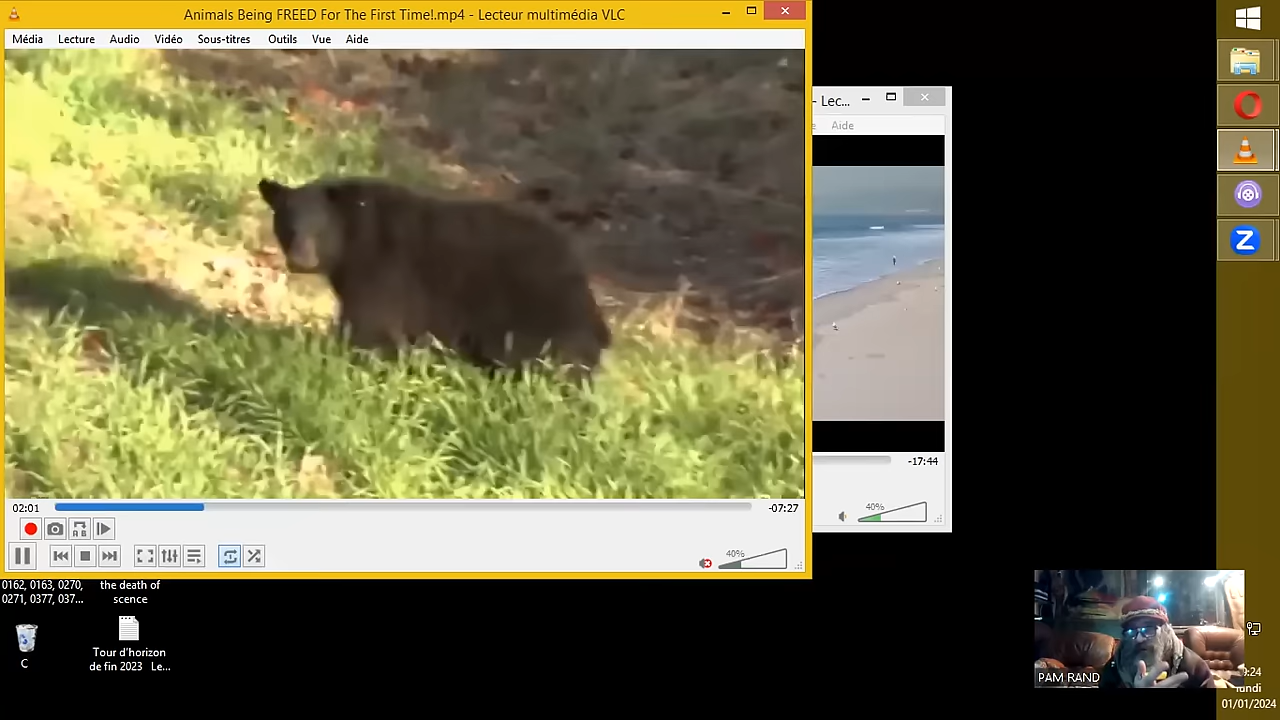 Animals Being FREED For The First Time!.mp4 - Lecteur multimédia VLC
Média Lecture Audio Vidéo Sous-titres Outils Vue Aide
- Lec...
Aide
-17:44
40%
02:01
-07:27
40%
0162, 0163, 0270,
0271, 0377, 037...
the death of
scence
C
Tour d'horizon
de fin 2023 Le...
PAM RAND
:24
lundi
01/01/2024